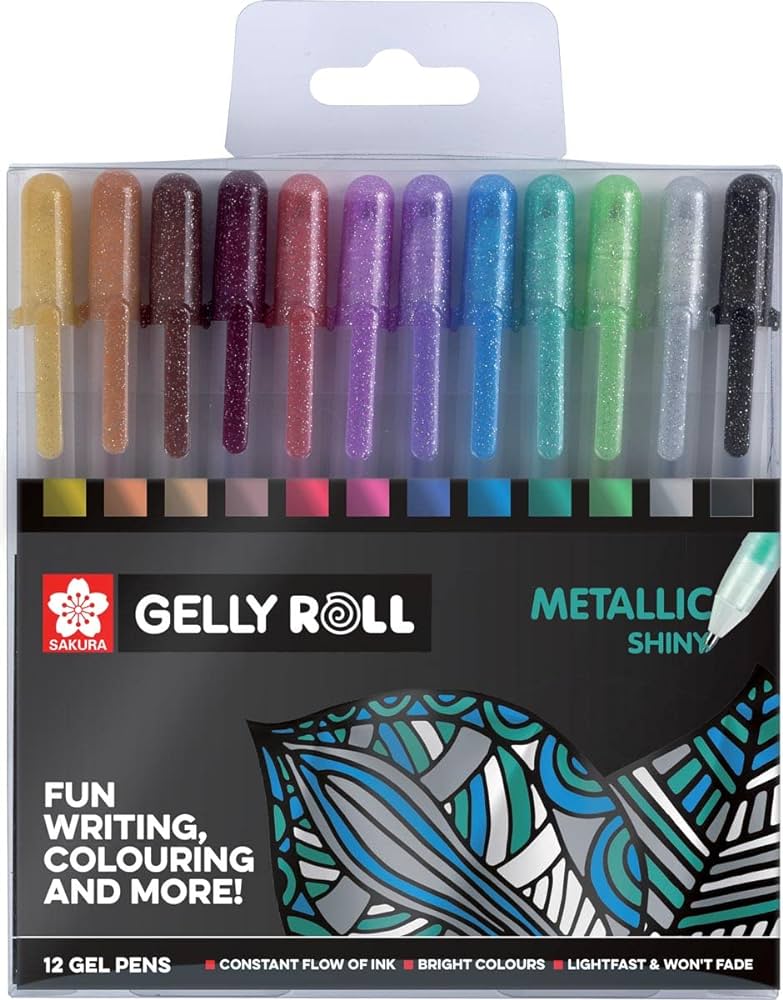 SAKURA
GELLY ROLL
METALLIC
SHINY
FUN
WRITING,
COLOURING
AND MORE!
12 GEL PENS ▪ CONSTANT FLOW OF INK ▪ BRIGHT COLOURS ▪ LIGHTFAST & WON'T FADE